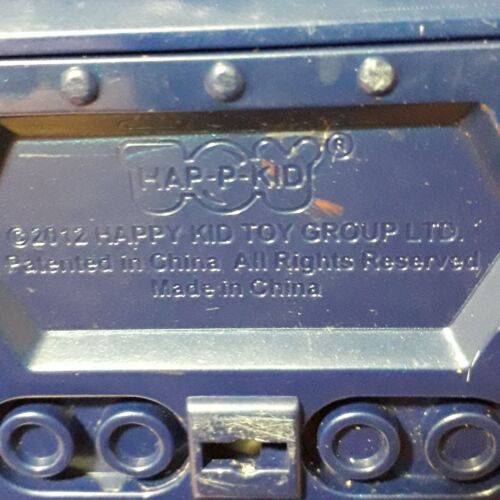 TOY®
HAP-P-KID
©2012 HAPPY KID TOY GROUP LTD.
Patented in China All Rights Reserved
Made in China